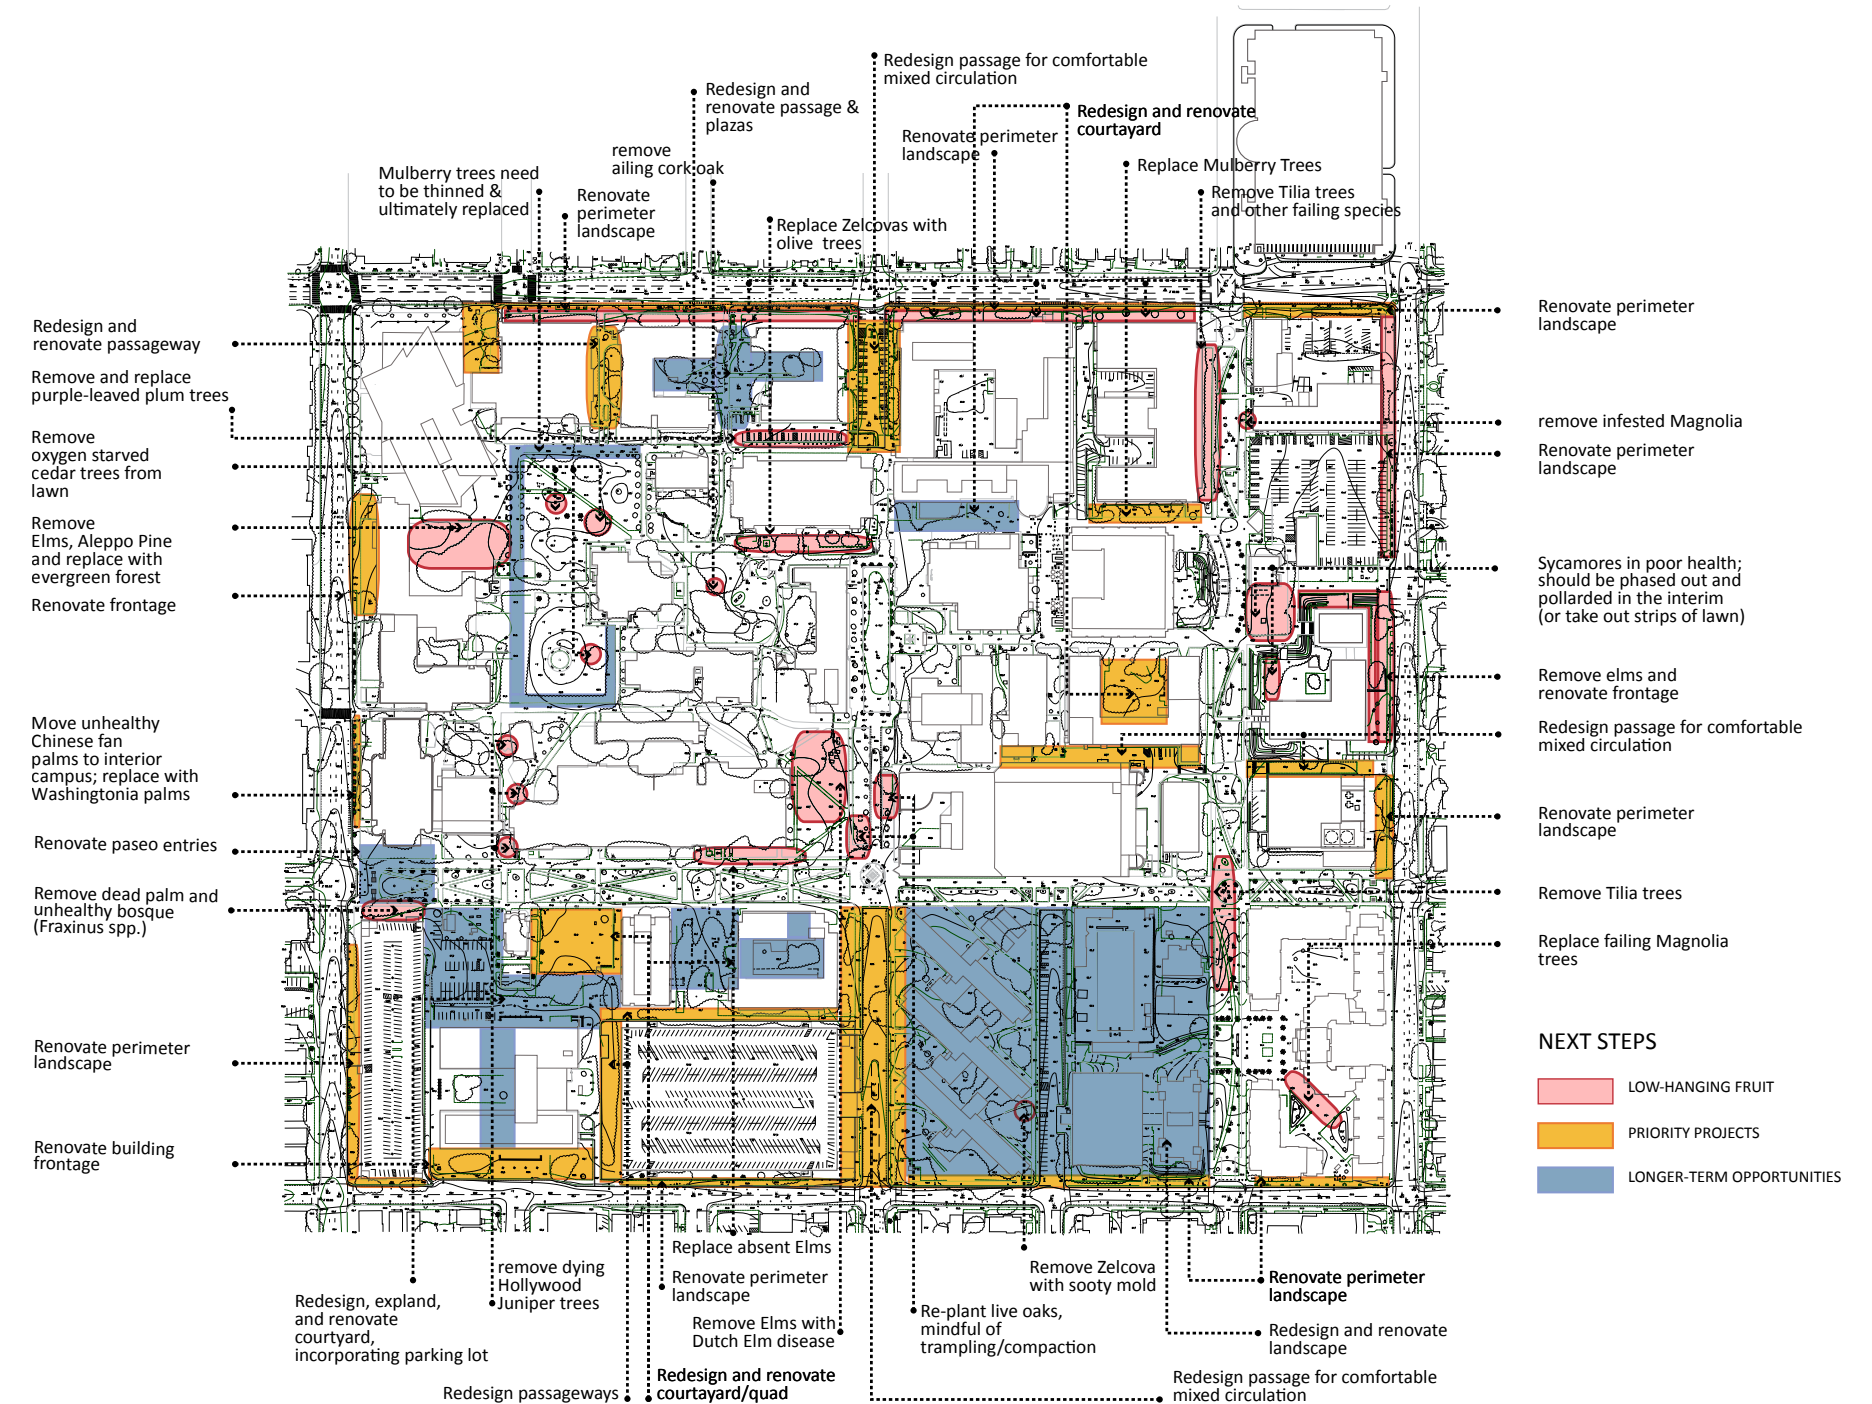 Redesign passage for comfortable
mixed circulation
Redesign and
renovate passage &
plazas
Redesign and renovate
courtayard
Renovate perimeter
landscape
remove
ailing cork oak
Replace Mulberry Trees
Mulberry trees need
to be thinned &
ultimately replaced
Renovate
perimeter
landscape
Remove Tilia trees
and other failing species
Replace Zelcovas with
olive trees
Redesign and
renovate passageway
Remove and replace
purple-leaved plum trees
Remove
oxygen starved
cedar trees from
lawn
Remove
Elms, Aleppo Pine
and replace with
evergreen forest
Renovate frontage
Move unhealthy
Chinese fan
palms to interior
campus; replace with
Washingtonia palms
Renovate paseo entries
Remove dead palm and
unhealthy bosque
(Fraxinus spp.)
Renovate perimeter
landscape
Renovate building
frontage
Renovate perimeter
landscape
remove infested Magnolia
Renovate perimeter
landscape
Sycamores in poor health;
should be phased out and
pollarded in the interim
(or take out strips of lawn)
Remove elms and
renovate frontage
Redesign passage for comfortable
mixed circulation
Renovate perimeter
landscape
Remove Tilia trees
Replace failing Magnolia
trees
NEXT STEPS
LOW-HANGING FRUIT
PRIORITY PROJECTS
LONGER-TERM OPPORTUNITIES
Redesign, expland,
and renovate
courtyard,
incorporating parking lot
remove dying
Hollywood
Juniper trees
Replace absent Elms
Renovate perimeter
landscape
Remove Elms with
Dutch Elm disease
Redesign passageways
Redesign and renovate
courtayard/quad
Re-plant live oaks,
mindful of
trampling/compaction
Remove Zelcova
with sooty mold
Renovate perimeter
landscape
Redesign and renovate
landscape
Redesign passage for comfortable
mixed circulation